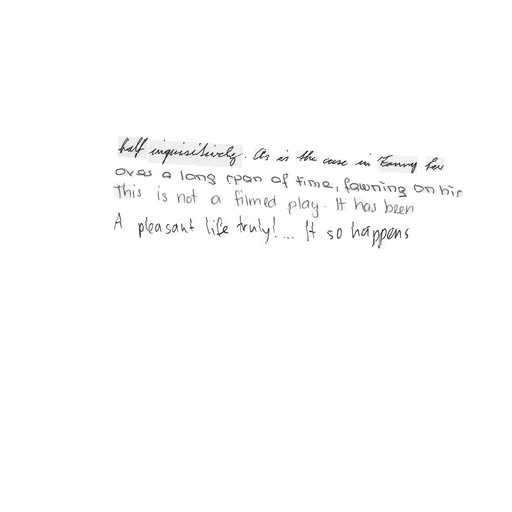 half inquisitively. As is the case in Fanny her
over a long span of time, fawning on his
This is not a filmed play. It has been
A pleasant life truly!... It so happens